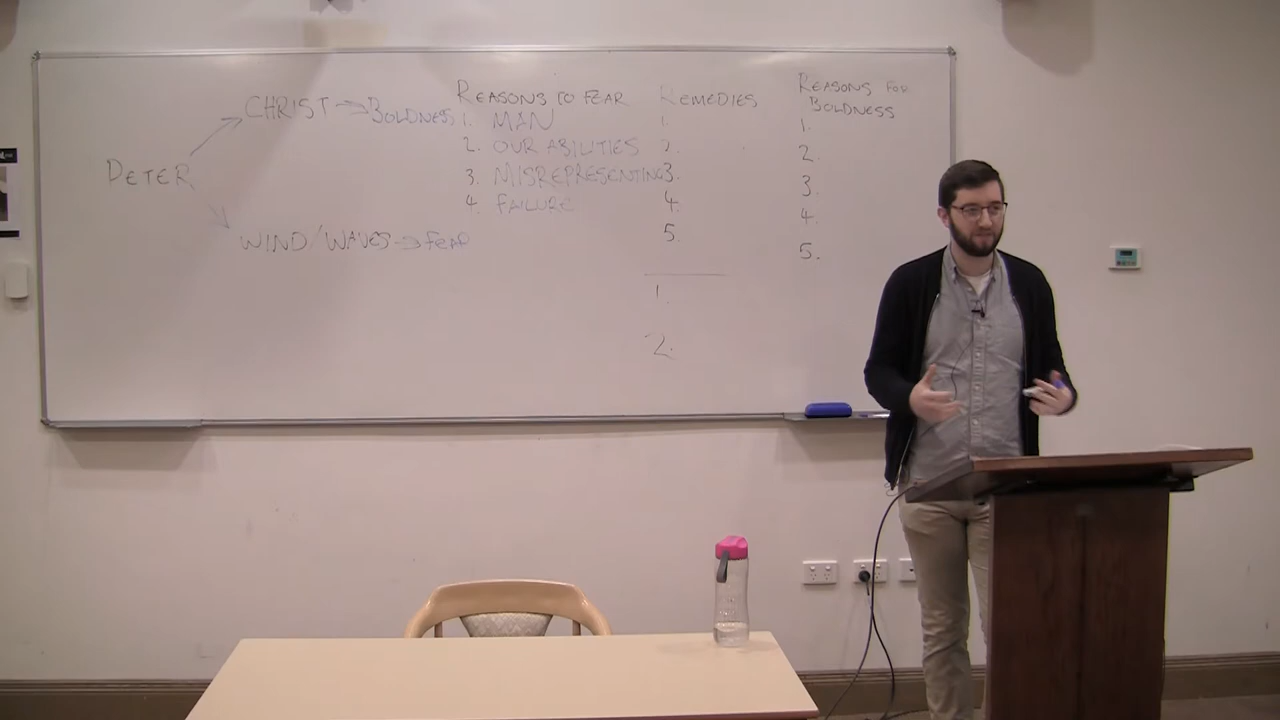 PETER
CHRIST → BOLDNESS
WIND/WAVES → FEAR
REASONS TO FEAR
1. MAN
2. OUR ABILITIES
3. MISREPRESENTING
4. FAILURE
REMEDIES
1.
2.
3.
4.
5.
1.
2.
REASONS FOR
BOLDNESS
1.
2.
3.
4.
5.